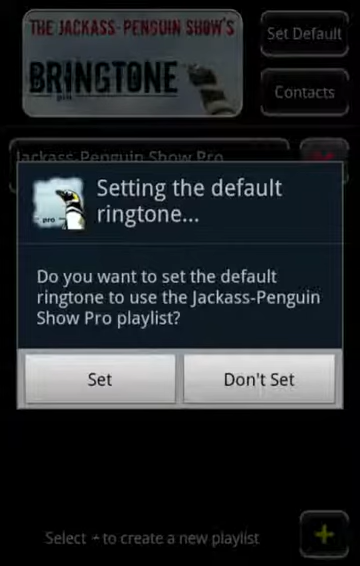 THE JACKASS-PENGUIN SHOW'S
BRINGTONE
pro
Set Default
Contacts
Jackass-Penguin Show Pro
pro
Setting the default
ringtone...
Do you want to set the default
ringtone to use the Jackass-Penguin
Show Pro playlist?
Set
Don't Set
Select + to create a new playlist
+